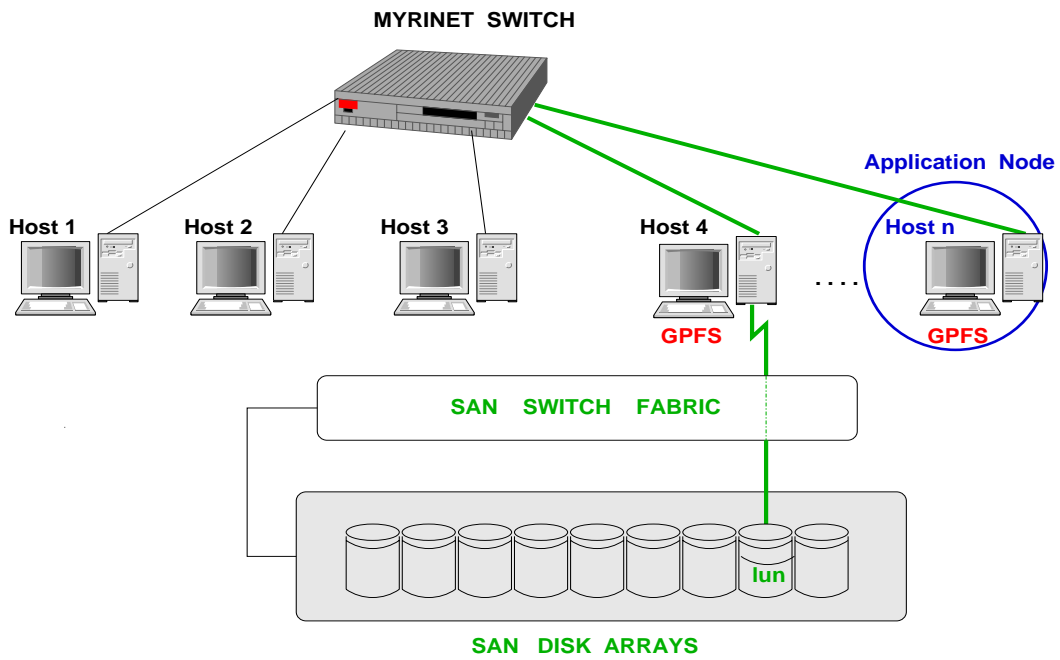 MYRINET SWITCH
Application Node
Host 1
Host 2
Host 3
Host 4
Host n
. . . .
GPFS
GPFS
SAN SWITCH FABRIC
lun
SAN DISK ARRAYS